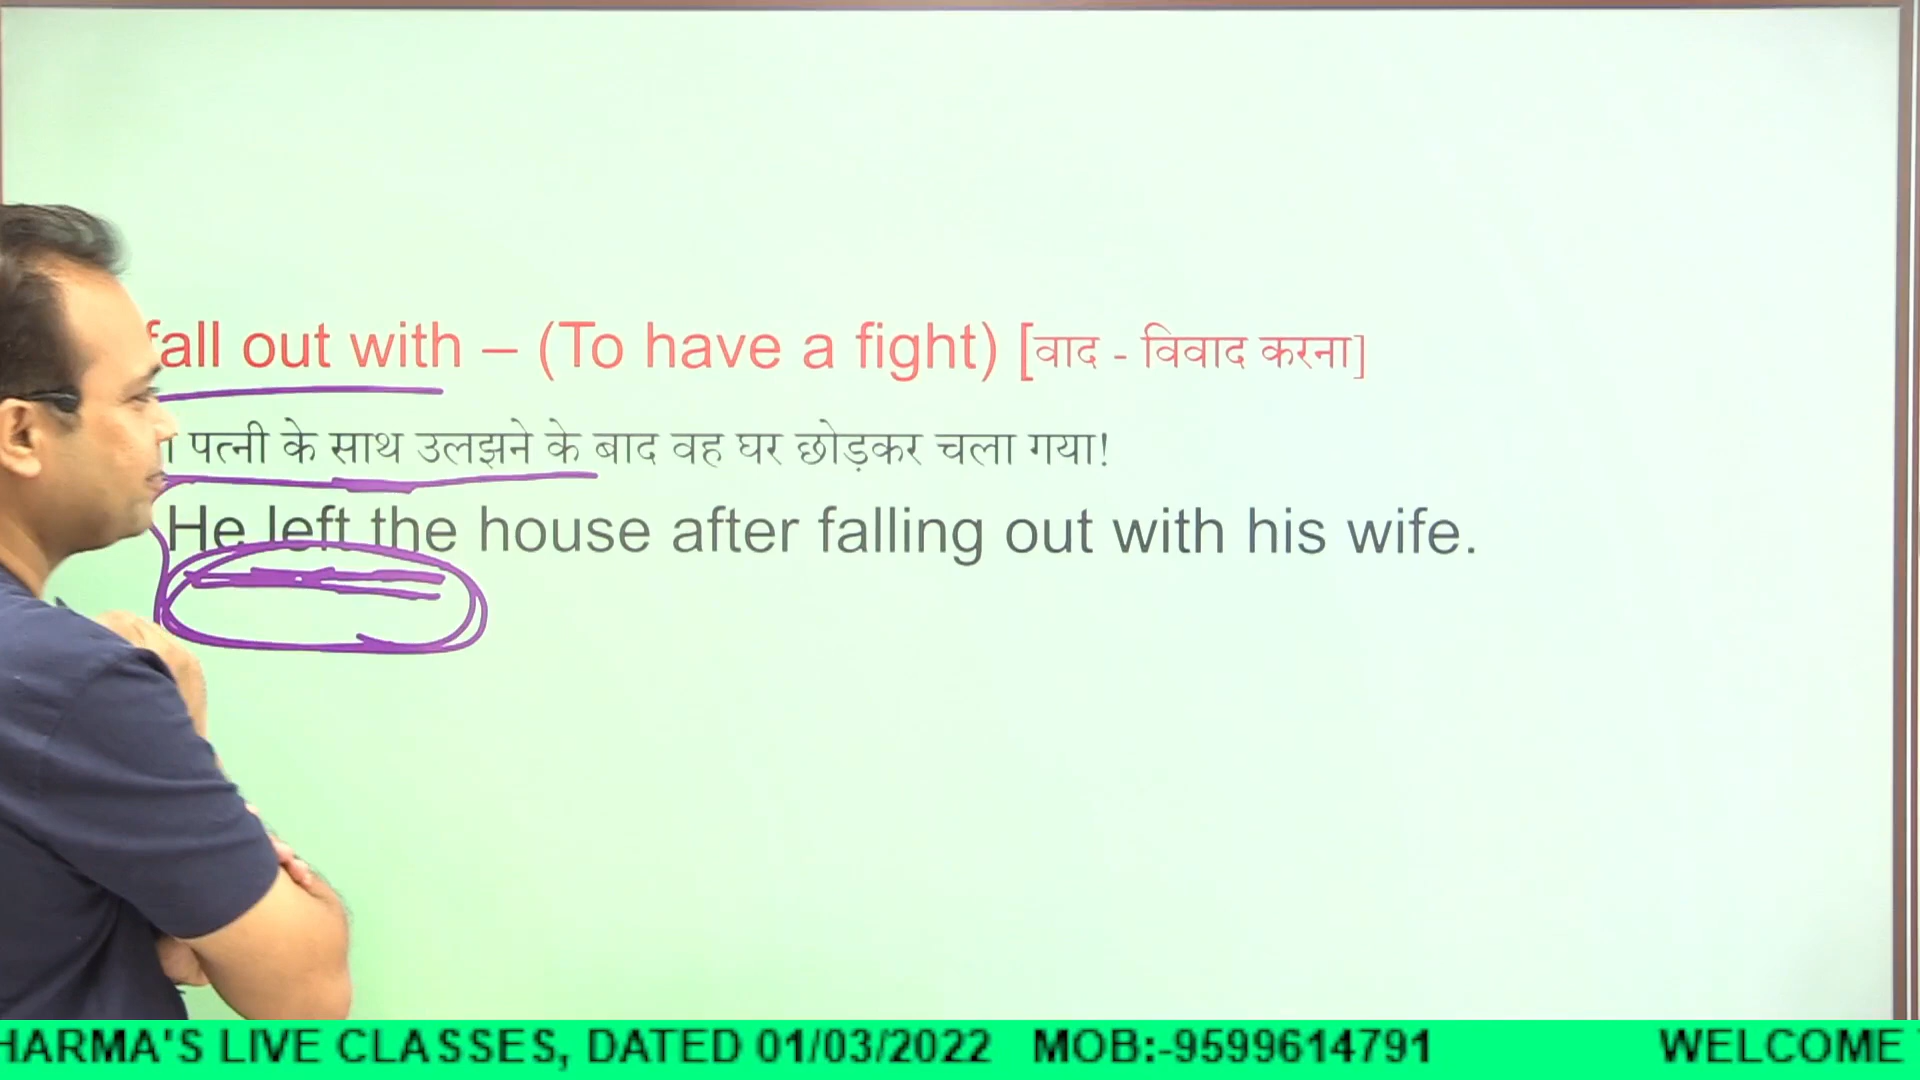 fall out with – (To have a fight) [वाद - विवाद करना]
पत्नी के साथ उलझने के बाद वह घर छोड़कर चला गया!
He left the house after falling out with his wife.
HARMA'S LIVE CLASSES, DATED 01/03/2022 MOB:-9599614791 WELCOME